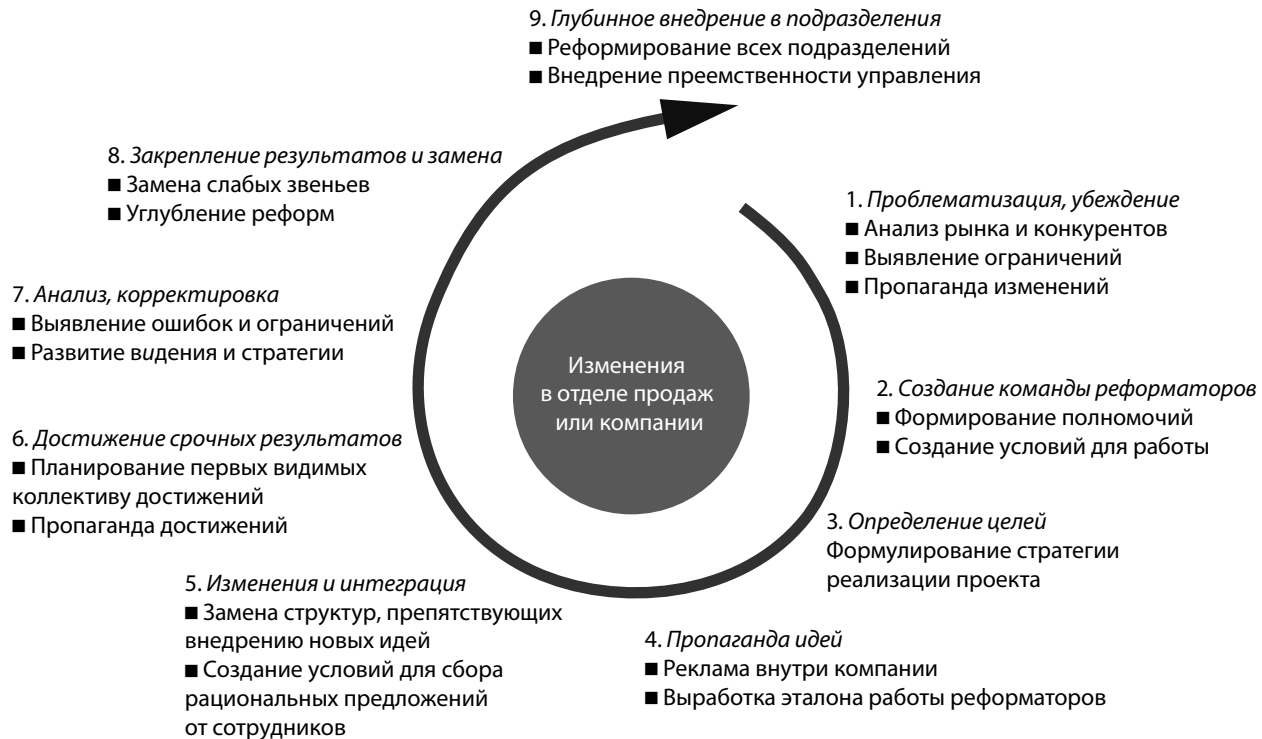 9. Глубинное внедрение в подразделения
■ Реформирование всех подразделений
■ Внедрение преемственности управления
8. Закрепление результатов и замена
■ Замена слабых звеньев
■ Углубление реформ
1. Проблематизация, убеждение
■ Анализ рынка и конкурентов
■ Выявление ограничений
■ Пропаганда изменений
7. Анализ, корректировка
■ Выявление ошибок и ограничений
■ Развитие видения и стратегии
Изменения
в отделе продаж
или компании
2. Создание команды реформаторов
■ Формирование полномочий
■ Создание условий для работы
6. Достижение срочных результатов
■ Планирование первых видимых
коллективу достижений
■ Пропаганда достижений
3. Определение целей
Формулирование стратегии
реализации проекта
5. Изменения и интеграция
■ Замена структур, препятствующих
внедрению новых идей
■ Создание условий для сбора
рациональных предложений
от сотрудников
4. Пропаганда идей
■ Реклама внутри компании
■ Выработка эталона работы реформаторов